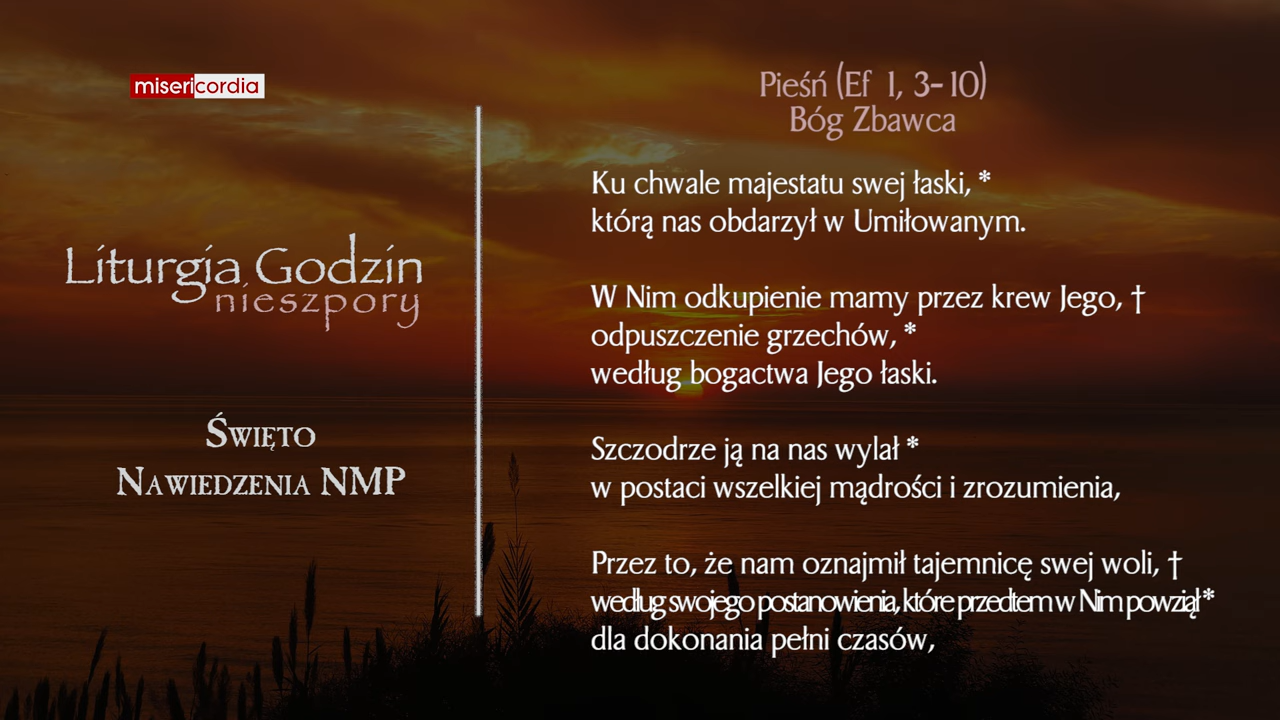 misericordia
Liturgia Godzin
nieszpory
Święto
Nawiedzenia NMP
Pieśń (Ef 1, 3-10)
Bóg Zbawca
Ku chwale majestatu swej łaski, *
którą nas obdarzył w Umiłowanym.
W Nim odkupienie mamy przez krew Jego, †
odpuszczenie grzechów, *
według bogactwa Jego łaski.
Szczodrze ją na nas wylał *
w postaci wszelkiej mądrości i zrozumienia,
Przez to, że nam oznajmił tajemnicę swej woli, †
według swojego postanowienia, które przedtem w Nim powziął *
dla dokonania pełni czasów,